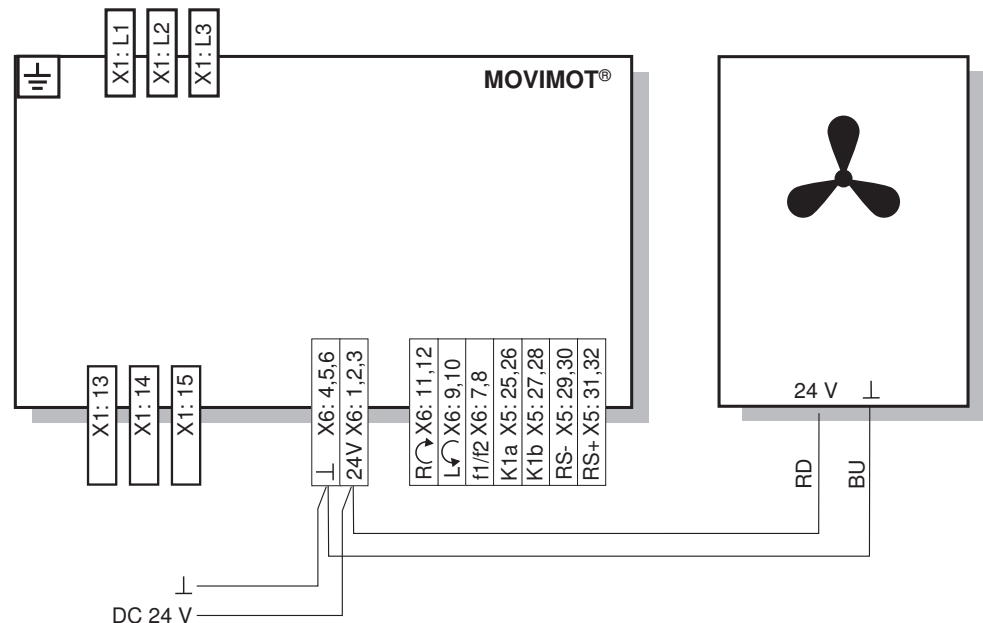 X1: L1
X1: L2
X1: L3
MOVIMOT®
X1: 13
X1: 14
X1: 15
⊥ X6: 4,5,6
24V X6: 1,2,3
R X6: 11,12
L X6: 9,10
f1/f2 X6: 7,8
K1a X5: 25,26
K1b X5: 27,28
RS- X5: 29,30
RS+ X5: 31,32
24 V ⊥
RD
BU
⊥
DC 24 V